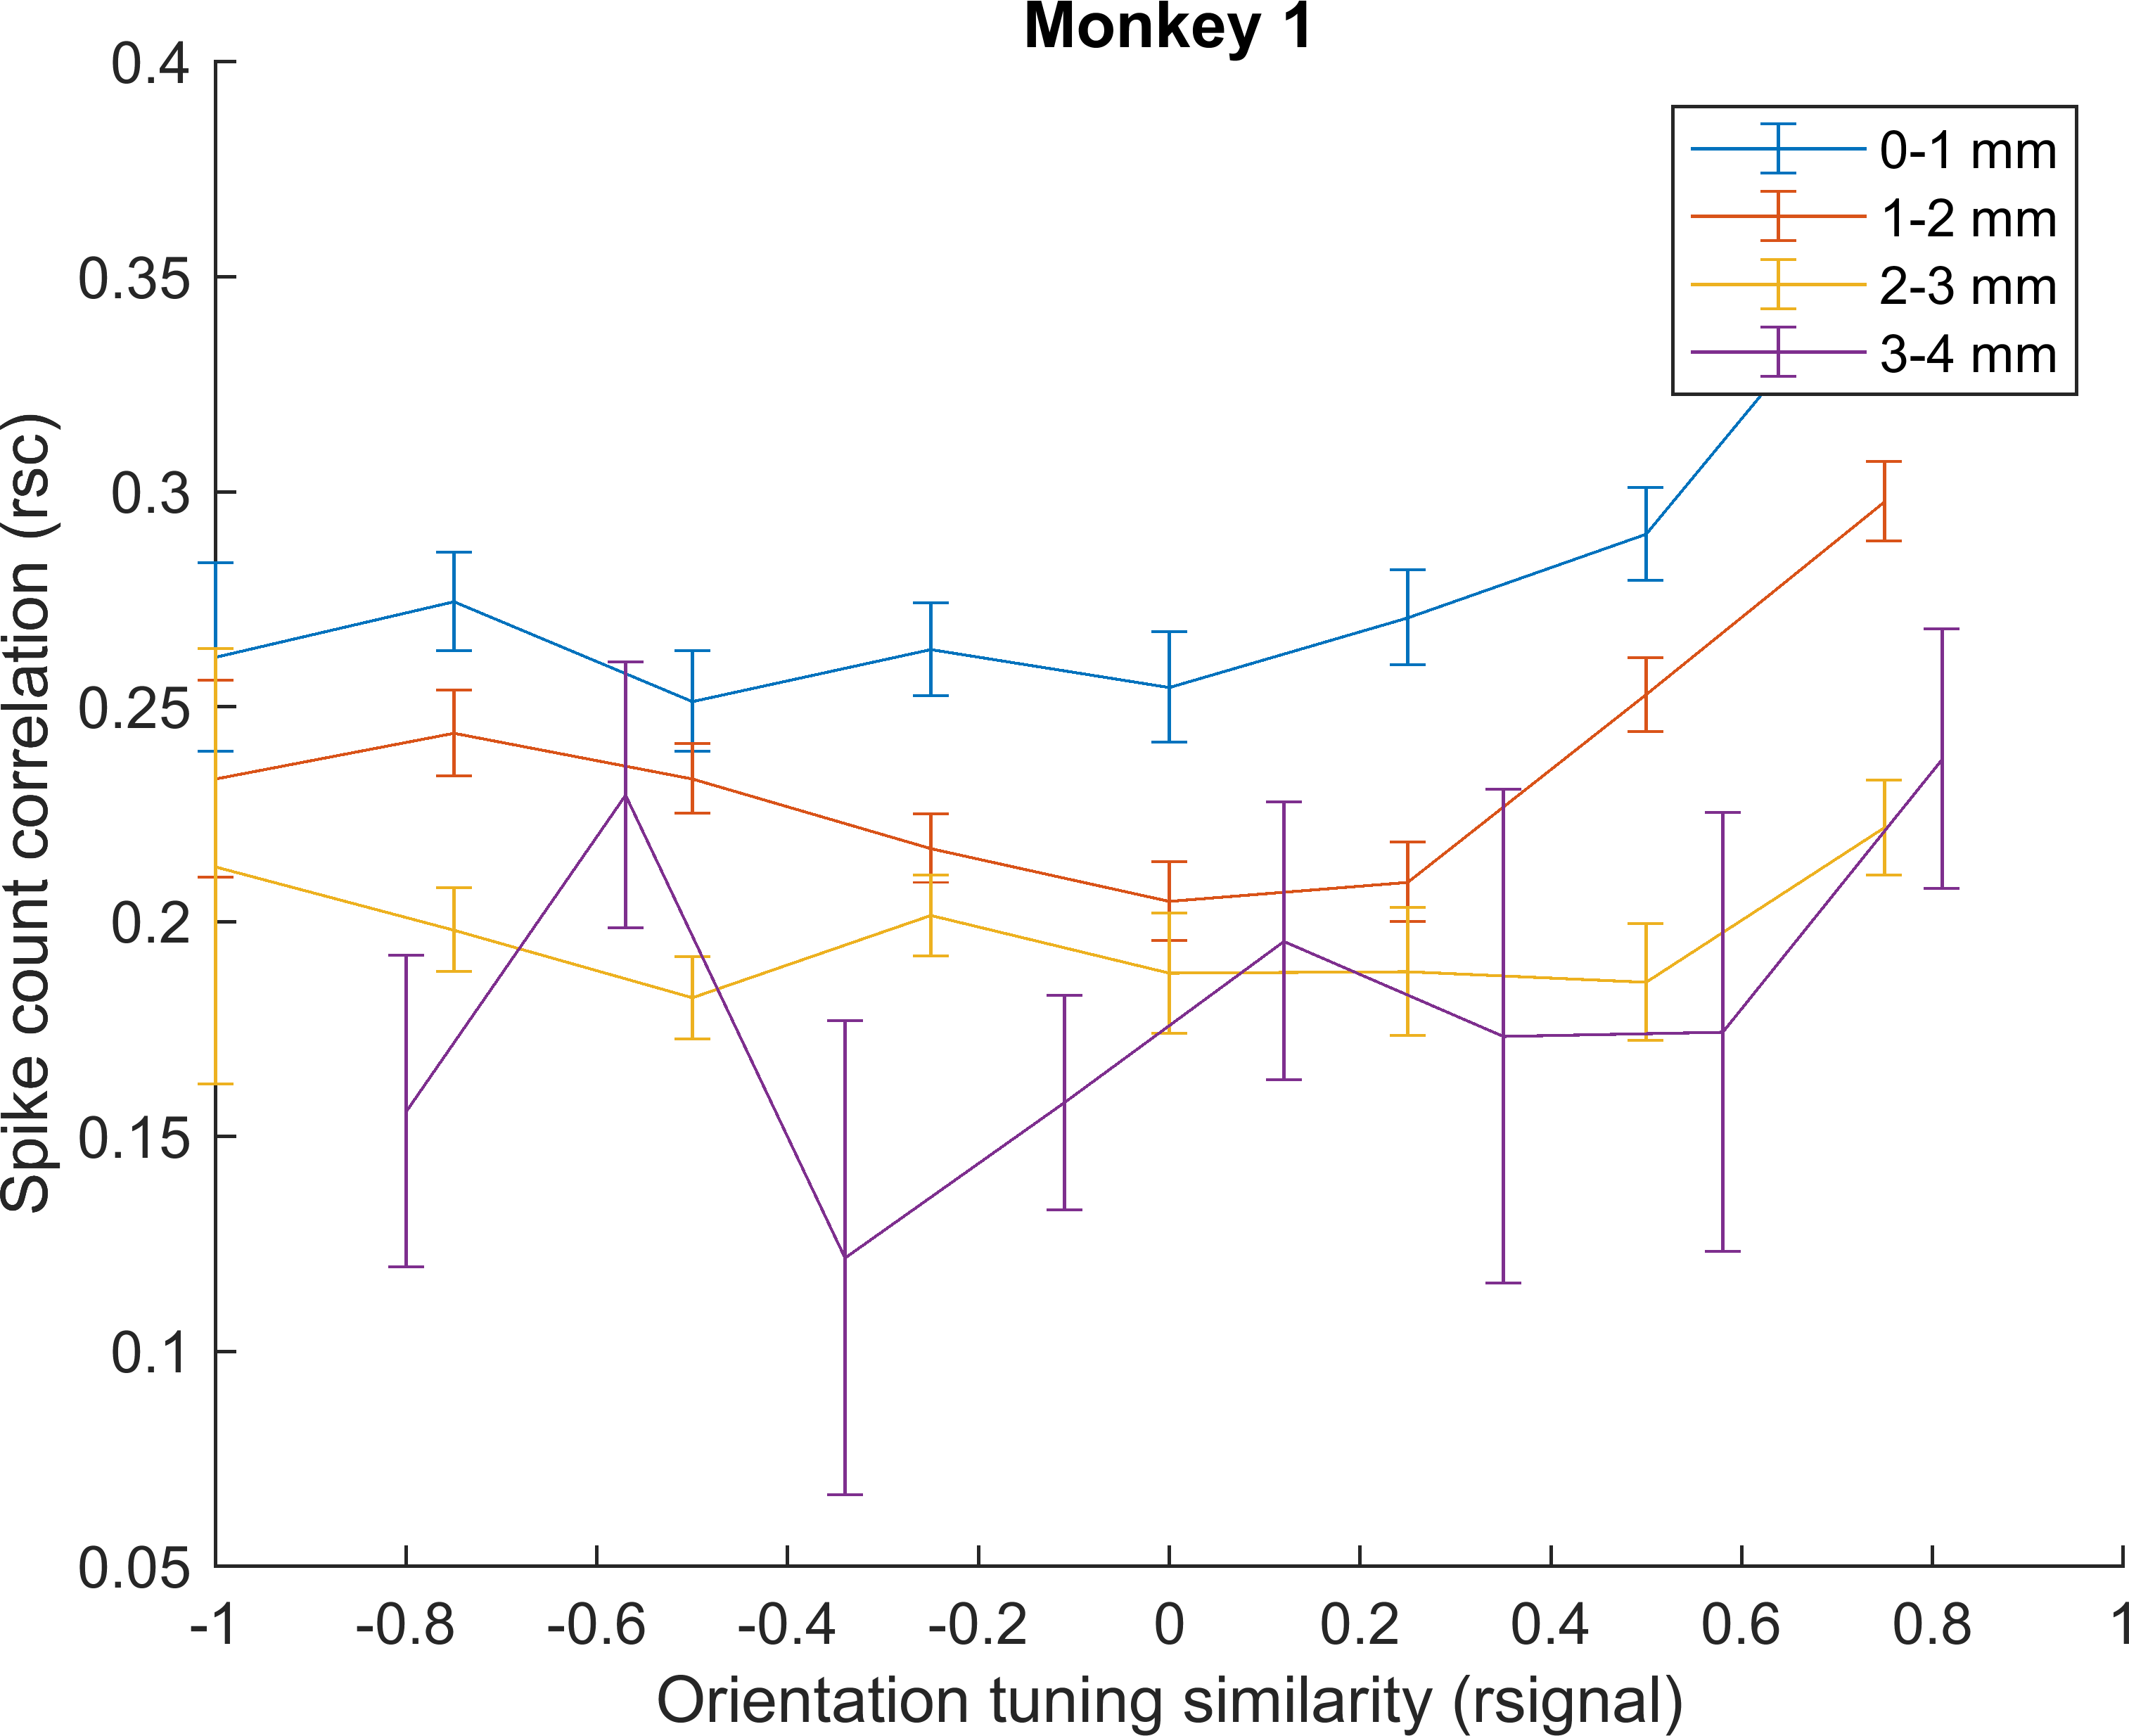 Monkey 1
0.4
0.35
0.3
0.25
0.2
0.15
0.1
0.05
Spike count correlation (rsc)
0-1 mm
1-2 mm
2-3 mm
3-4 mm
-1 -0.8 -0.6 -0.4 -0.2 0 0.2 0.4 0.6 0.8 1
Orientation tuning similarity (rsignal)